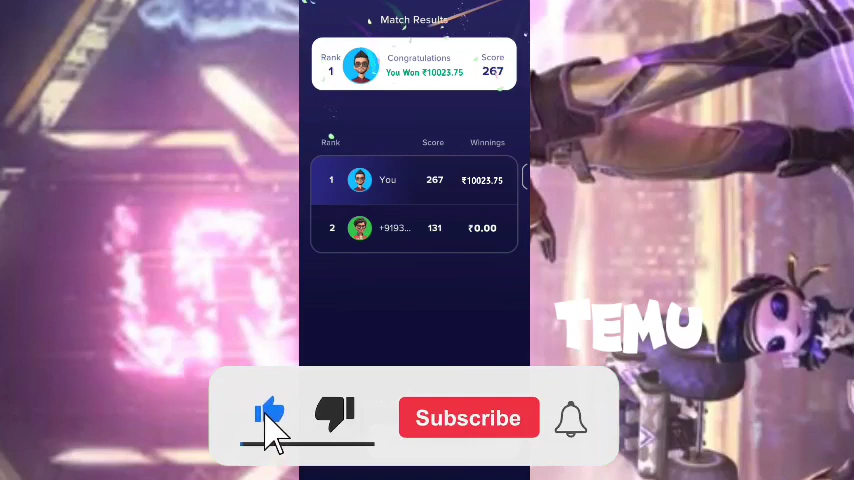 Match Results
Rank Congratulations Score
1 You Won ₹10023.75 267
Rank Score Winnings
1 You 267 ₹10023.75
2 +9193... 131 ₹0.00
TEMU
Subscribe